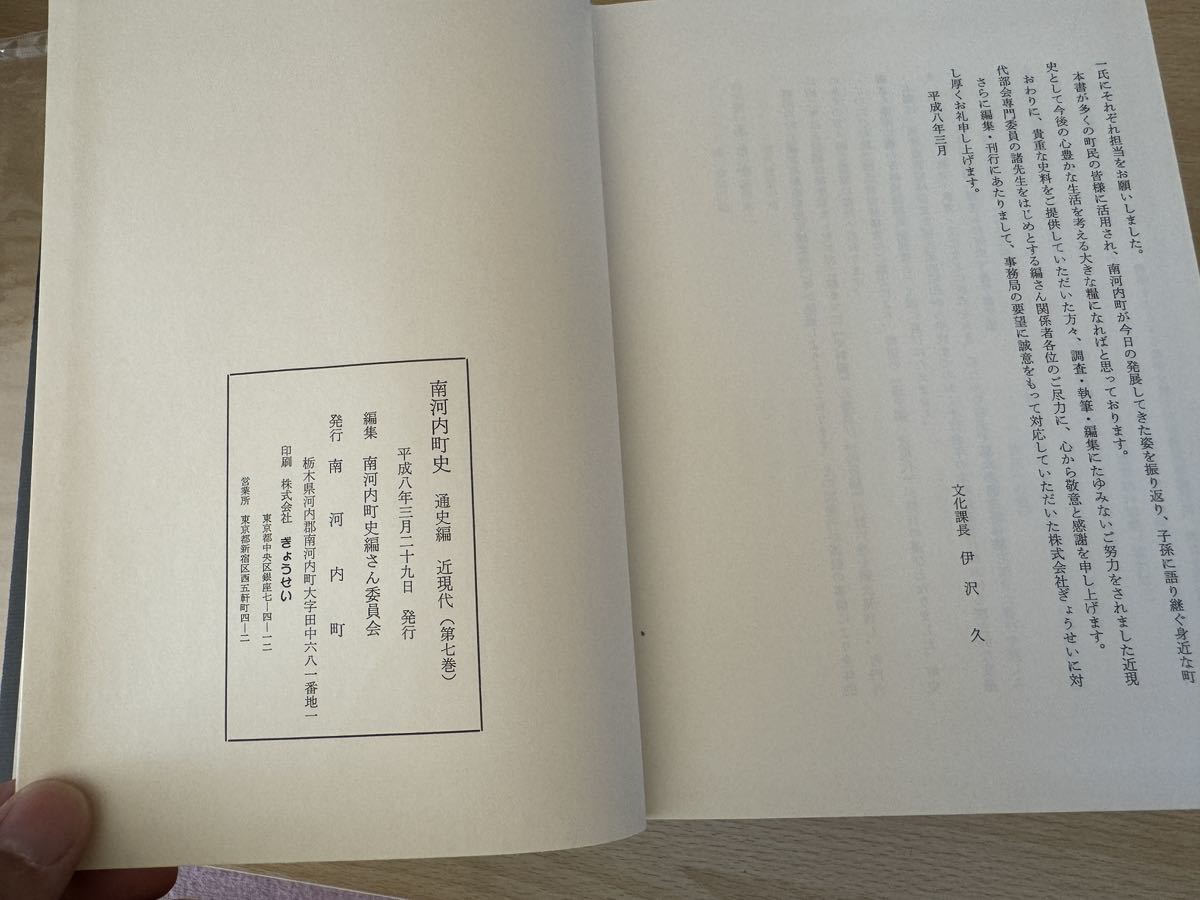 一氏にそれぞれ担当をお願いしました。
本書が多くの町民の皆様に活用され、南河内町が今日の発展してきた姿を振り返り、子孫に語り継ぐ身近な町
史として今後の心豊かな生活を考える大きな糧になればと思っております。
おわりに、貴重な史料をご提供していただいた方々、調査・執筆・編集にたゆみないご努力をされました近現
代部会専門委員の諸先生をはじめとする編さん関係者各位のご尽力に、心から敬意と感謝を申し上げます。
さらに編集・刊行にあたりまして、事務局の要望に誠意をもって対応していただいた株式会社ぎょうせいに対
し厚くお礼申し上げます。
平成八年三月
文化課長 伊沢 久
南河内町史 通史編 近現代(第七巻)
平成八年三月二十九日 発行
編集 南河内町史編さん委員会
発行 南河内町
栃木県河内郡南河内町大字田中六八一番地一
印刷 株式会社 ぎょうせい
東京都中央区銀座七―四―一二
営業所 東京都新宿区西五軒町四―二